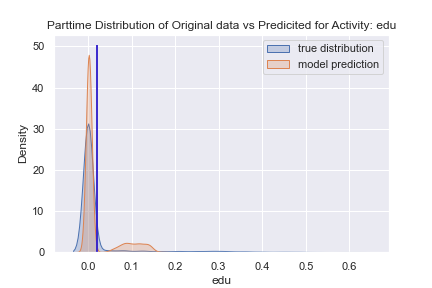 Parttime Distribution of Original data vs Predicited for Activity: edu
true distribution
model prediction
50
40
30
20
10
0
Density
0.0 0.1 0.2 0.3 0.4 0.5 0.6
edu